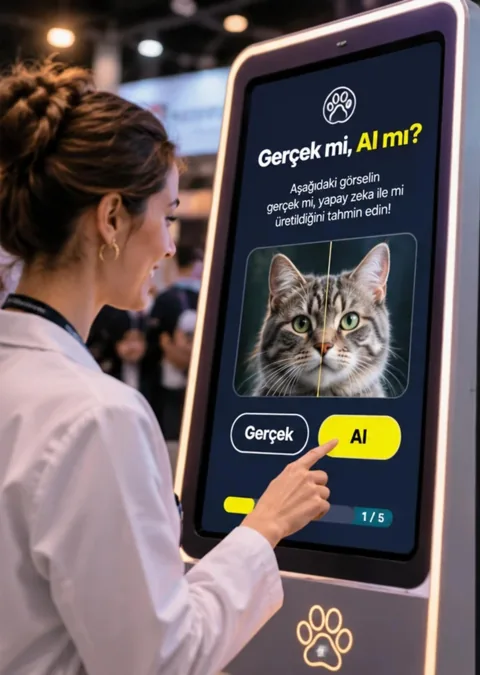 Gerçek mi, AI mı?
Aşağıdaki görselin
gerçek mi, yapay zeka ile mi
üretildiğini tahmin edin!
Gerçek
AI
1 / 5